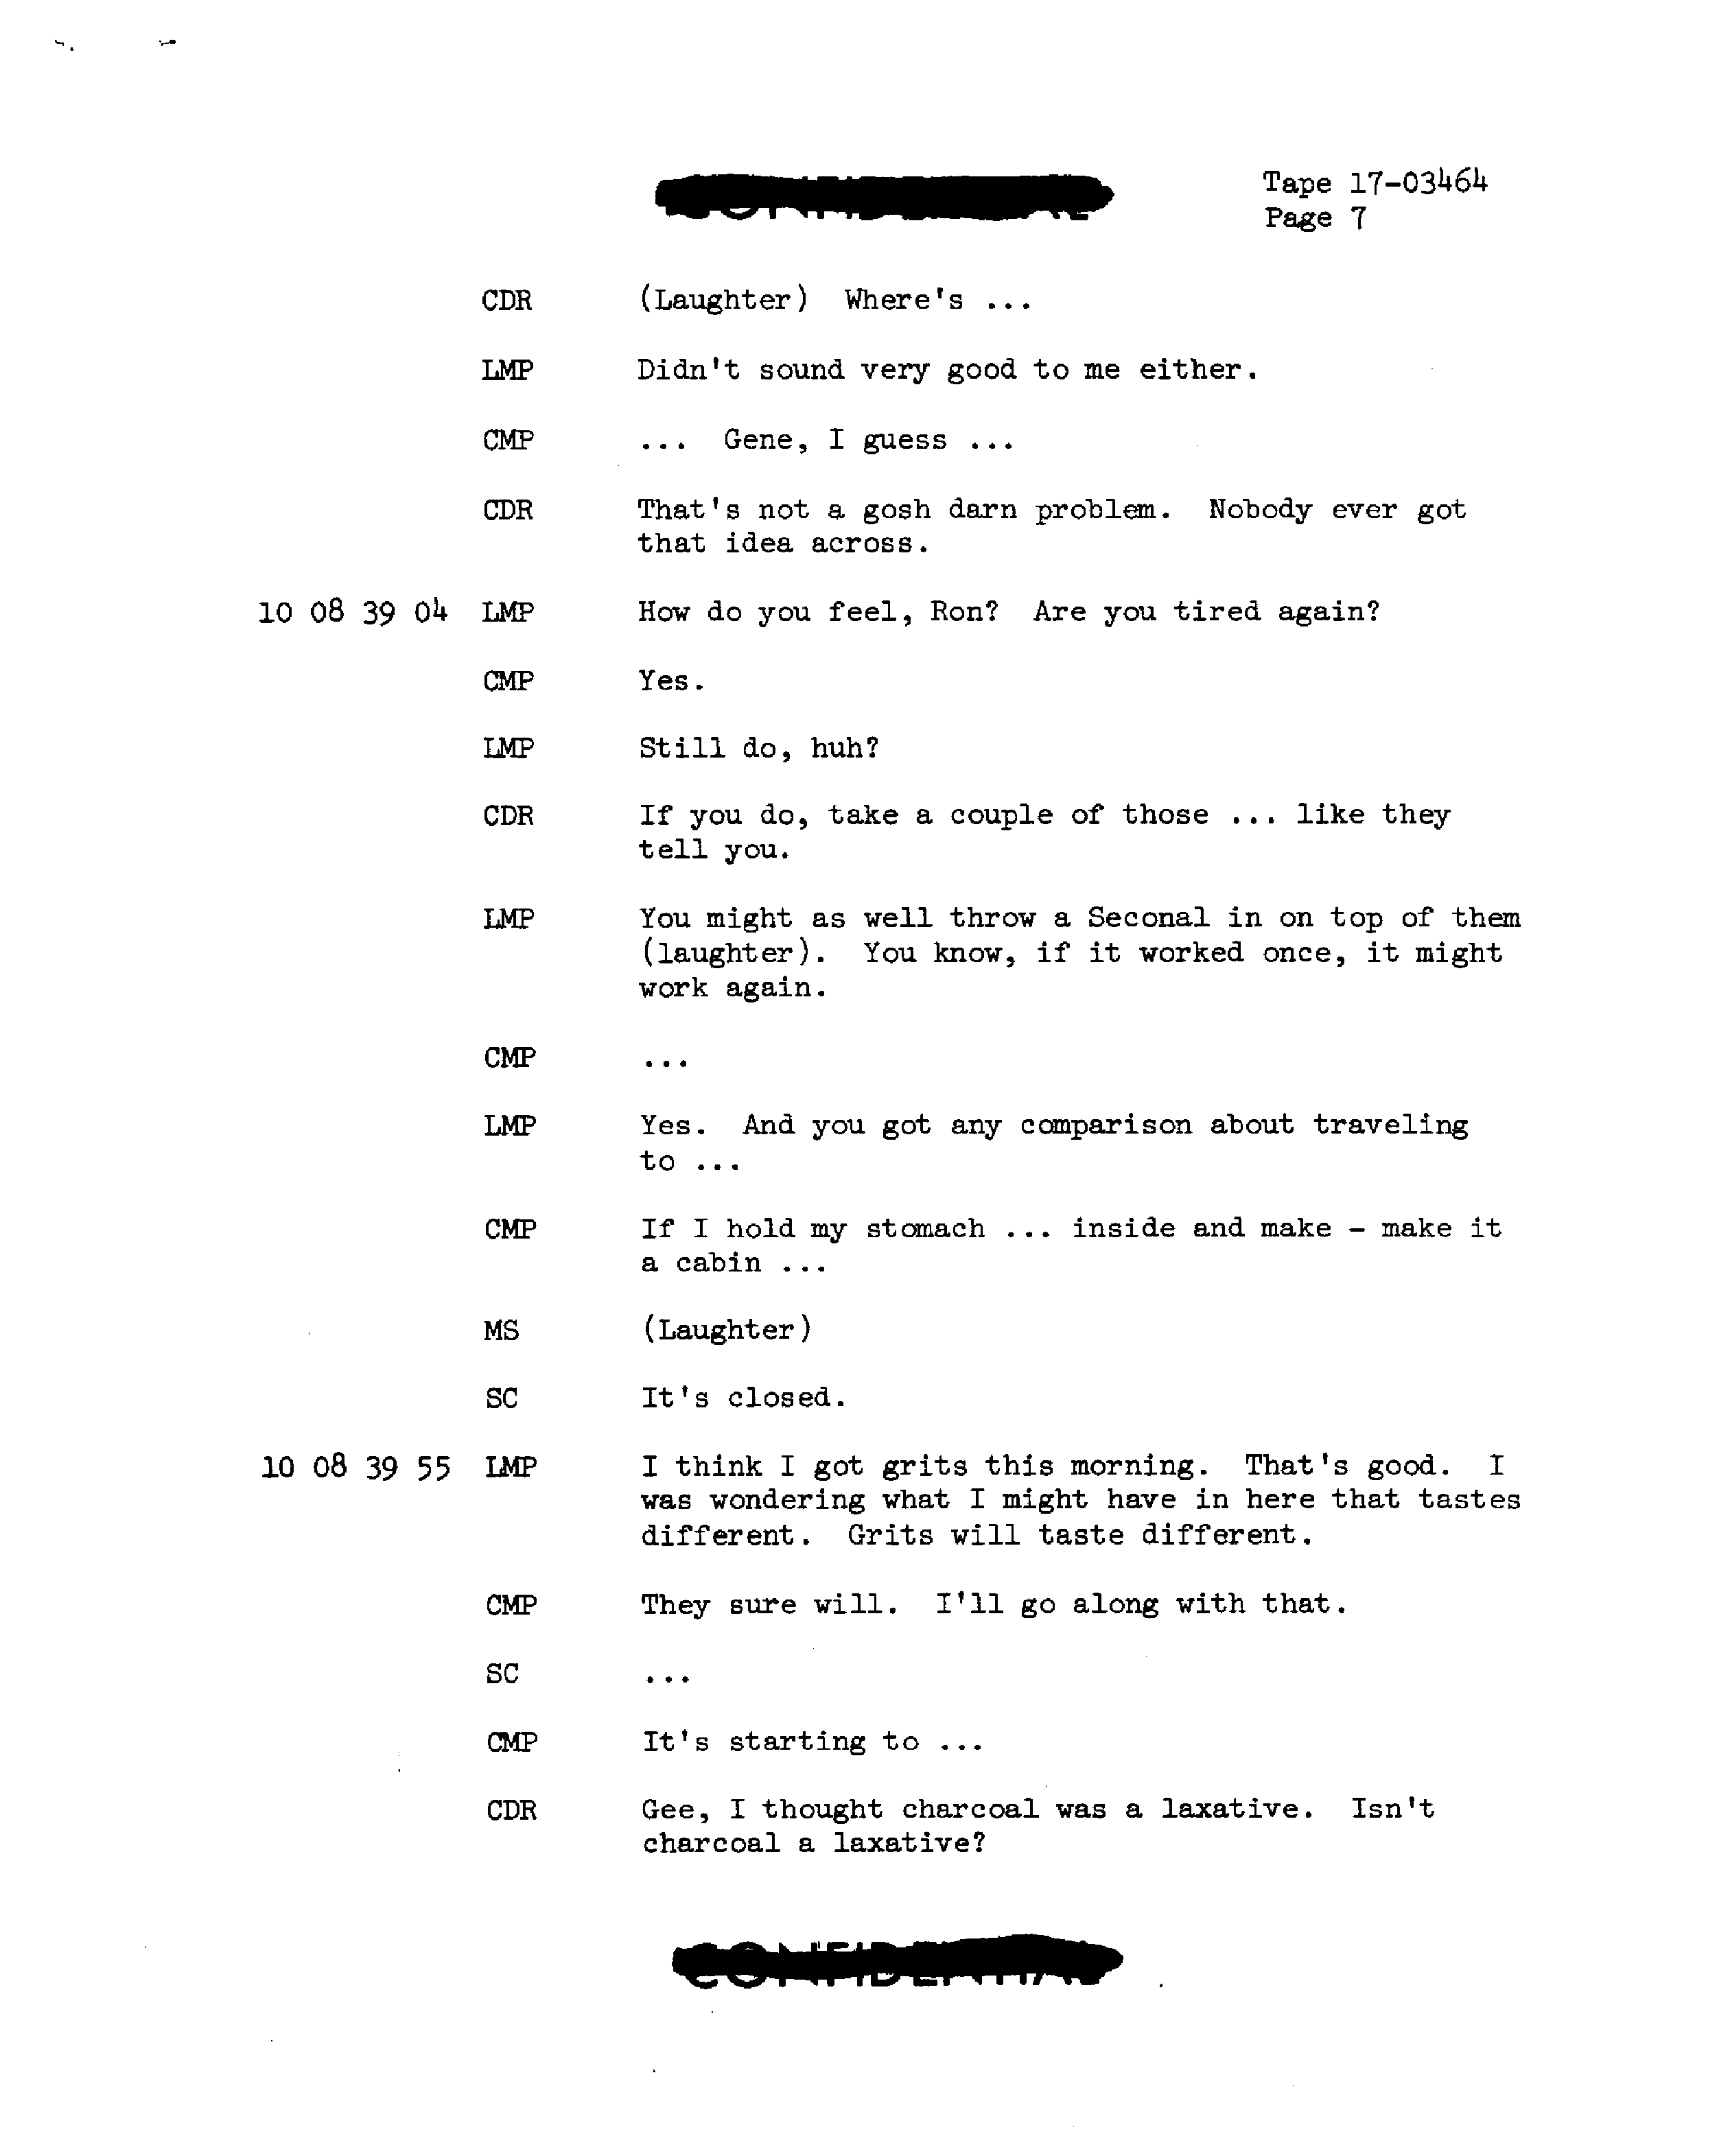 Tape 17-03464
Page 7
CDR (Laughter) Where's ...
LMP Didn't sound very good to me either.
CMP ... Gene, I guess ...
CDR That's not a gosh darn problem. Nobody ever got
that idea across.
10 08 39 04 LMP How do you feel, Ron? Are you tired again?
CMP Yes.
LMP Still do, huh?
CDR If you do, take a couple of those ... like they
tell you.
LMP You might as well throw a Seconal in on top of them
(laughter). You know, if it worked once, it might
work again.
CMP ...
LMP Yes. And you got any comparison about traveling
to ...
CMP If I hold my stomach ... inside and make - make it
a cabin ...
MS (Laughter)
SC It's closed.
10 08 39 55 LMP I think I got grits this morning. That's good. I
was wondering what I might have in here that tastes
different. Grits will taste different.
CMP They sure will. I'll go along with that.
SC ...
CMP It's starting to ...
CDR Gee, I thought charcoal was a laxative. Isn't
charcoal a laxative?
CONFIDENTIAL